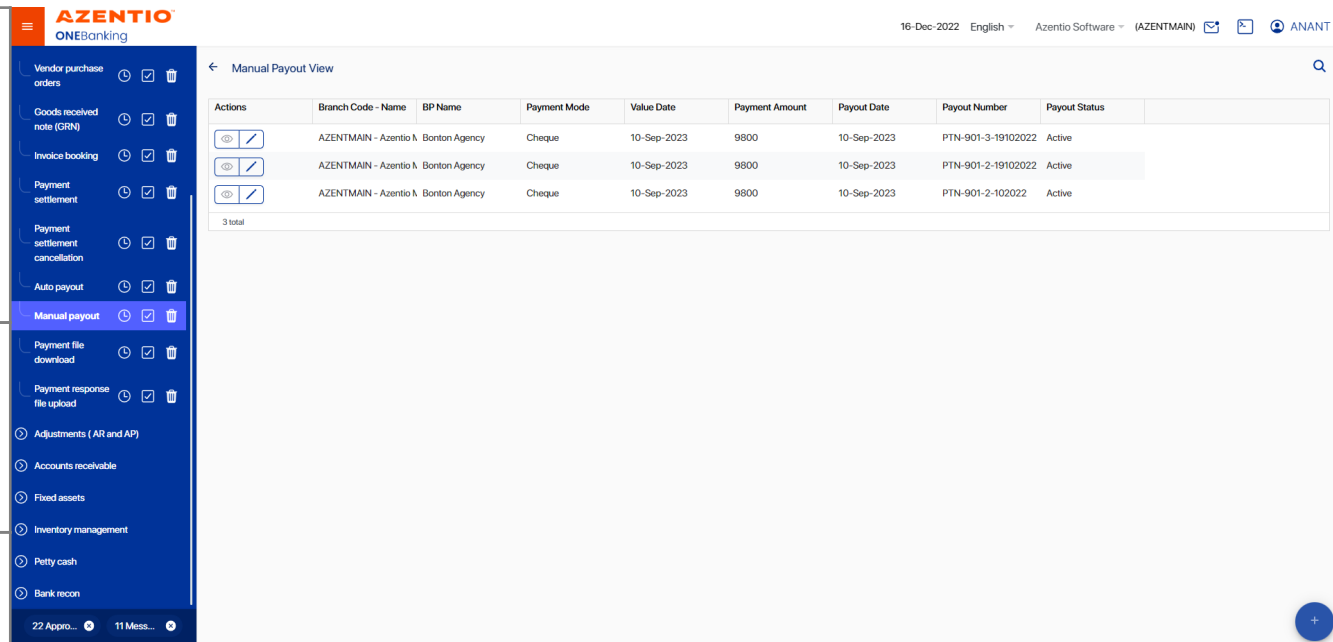 AZENTIO
ONEBanking
16-Dec-2022 English Azentio Software (AZENTMAIN) ANANT
Vendor purchase
orders
Goods received
note (GRN)
Invoice booking
Payment
settlement
Payment
settlement
cancellation
Auto payout
Manual payout
Payment file
download
Payment response
file upload
Adjustments ( AR and AP)
Accounts receivable
Fixed assets
Inventory management
Petty cash
Bank recon
22 Appro... 11 Mess...
Manual Payout View
Actions Branch Code - Name BP Name Payment Mode Value Date Payment Amount Payout Date Payout Number Payout Status
AZENTMAIN - Azentio M Bonton Agency Cheque 10-Sep-2023 9800 10-Sep-2023 PTN-901-3-19102022 Active
AZENTMAIN - Azentio M Bonton Agency Cheque 10-Sep-2023 9800 10-Sep-2023 PTN-901-2-19102022 Active
AZENTMAIN - Azentio M Bonton Agency Cheque 10-Sep-2023 9800 10-Sep-2023 PTN-901-2-102022 Active
3 total